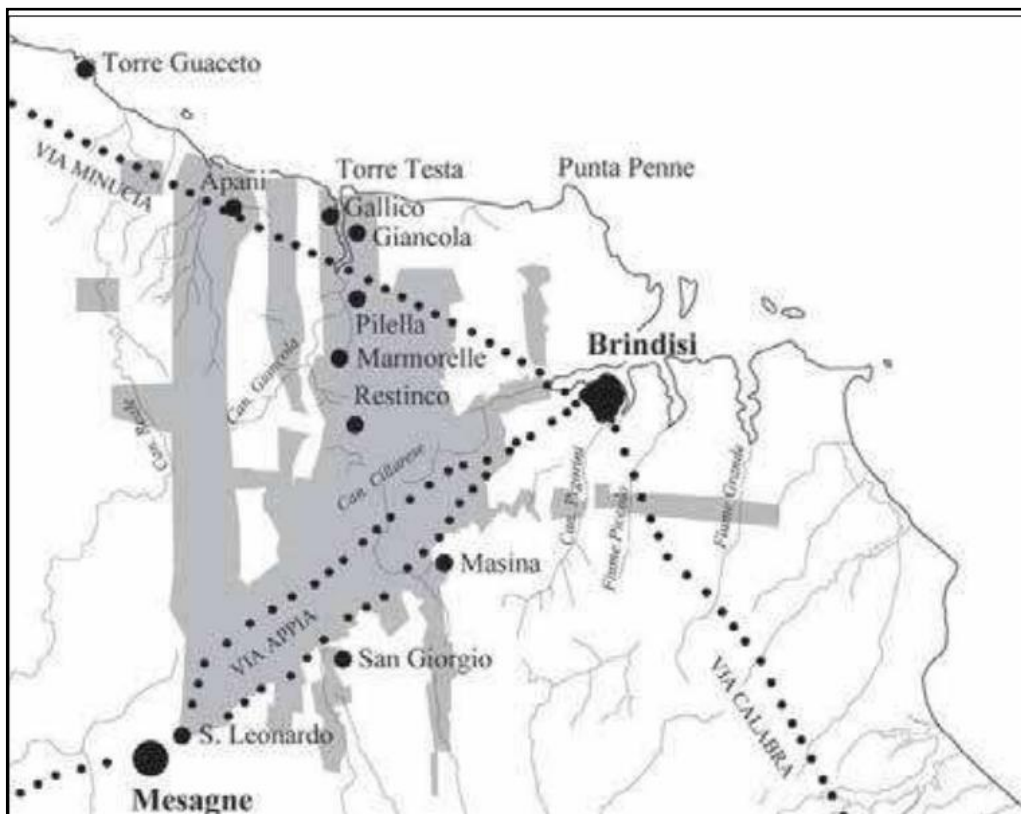 Torre Guaceto
VIA MINUCIA
Apani
Torre Testa
Punta Penne
Gallico
Giancola
Pilella
Brindisi
Marmorelle
Can. Giancola
Restinco
Can. Reale
Can. Cillarese
Can. Pigonini
Fiume Piccolo
Fiume Grande
Masina
VIA APPIA
San Giorgio
VIA CALABRA
S. Leonardo
Mesagne